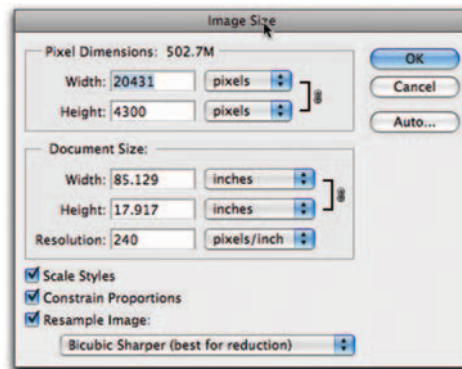 Image Size
Pixel Dimensions: 502.7M
Width: 20431 pixels
Height: 4300 pixels
Document Size:
Width: 85.129 inches
Height: 17.917 inches
Resolution: 240 pixels/inch
Scale Styles
Constrain Proportions
Resample Image:
Bicubic Sharper (best for reduction)
OK
Cancel
Auto...